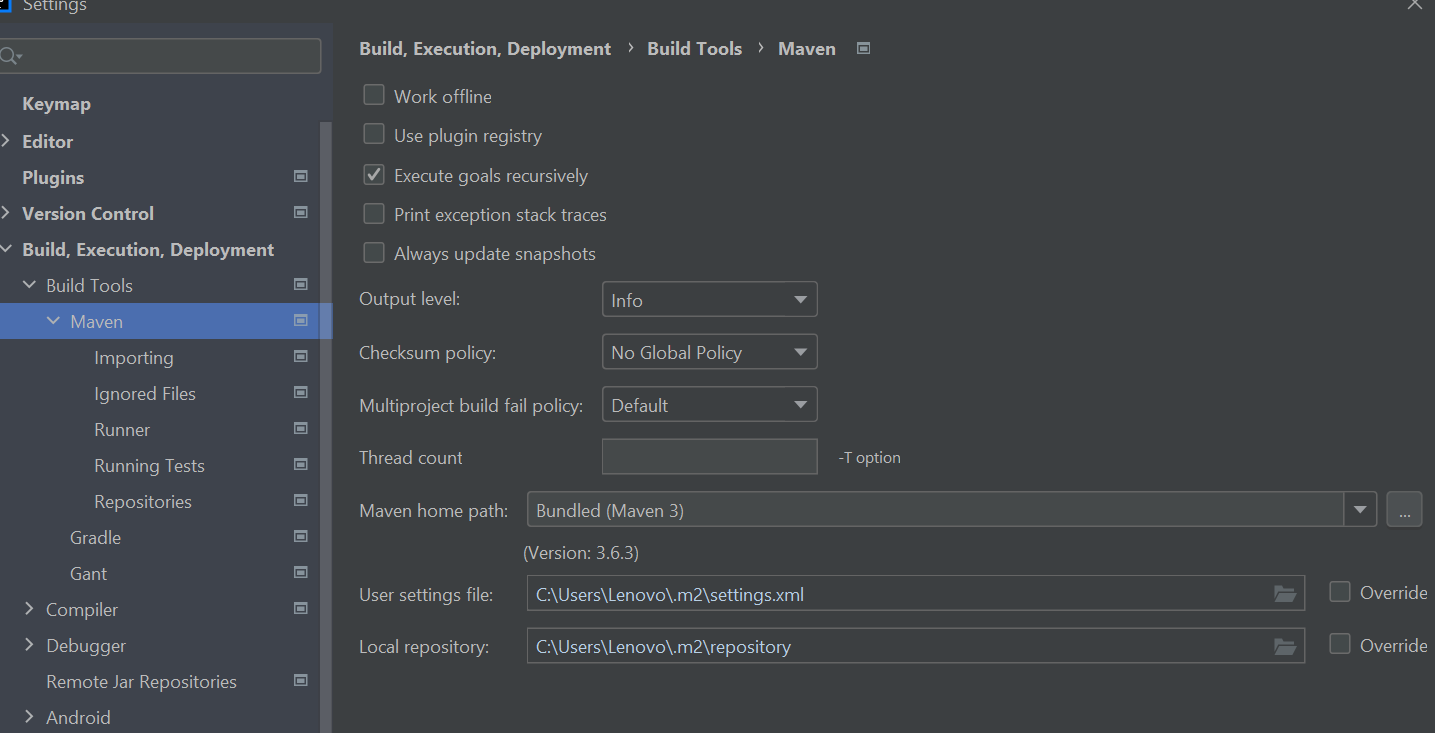 Settings
Keymap
Editor
Plugins
Version Control
Build, Execution, Deployment
Build Tools
Maven
Importing
Ignored Files
Runner
Running Tests
Repositories
Gradle
Gant
Compiler
Debugger
Remote Jar Repositories
Android
Build, Execution, Deployment › Build Tools › Maven
Work offline
Use plugin registry
Execute goals recursively
Print exception stack traces
Always update snapshots
Output level: Info
Checksum policy: No Global Policy
Multiproject build fail policy: Default
Thread count -T option
Maven home path: Bundled (Maven 3) ...
(Version: 3.6.3)
User settings file: C:\Users\Lenovo\.m2\settings.xml Override
Local repository: C:\Users\Lenovo\.m2\repository Override